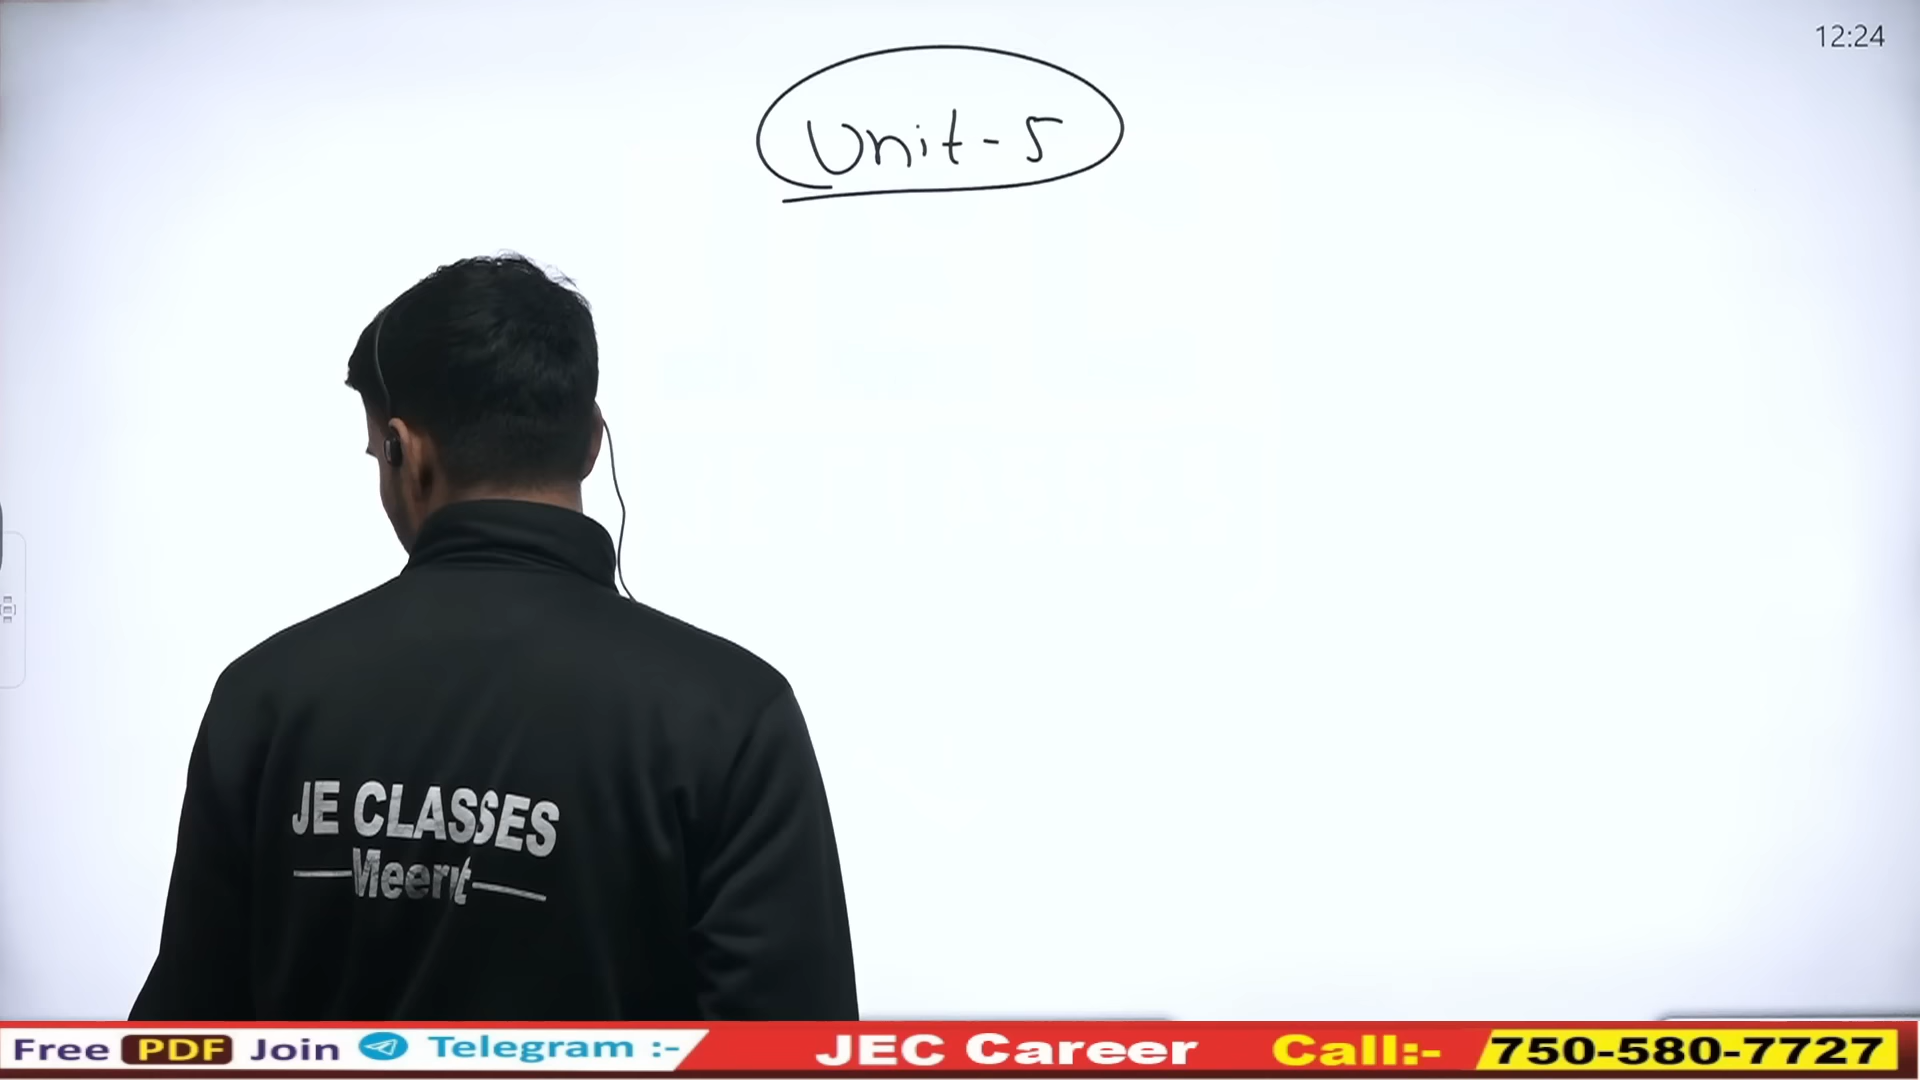 12:24
Unit-5
JE CLASSES
Meerut
Free PDF Join Telegram :- JEC Career Call:- 750-580-7727